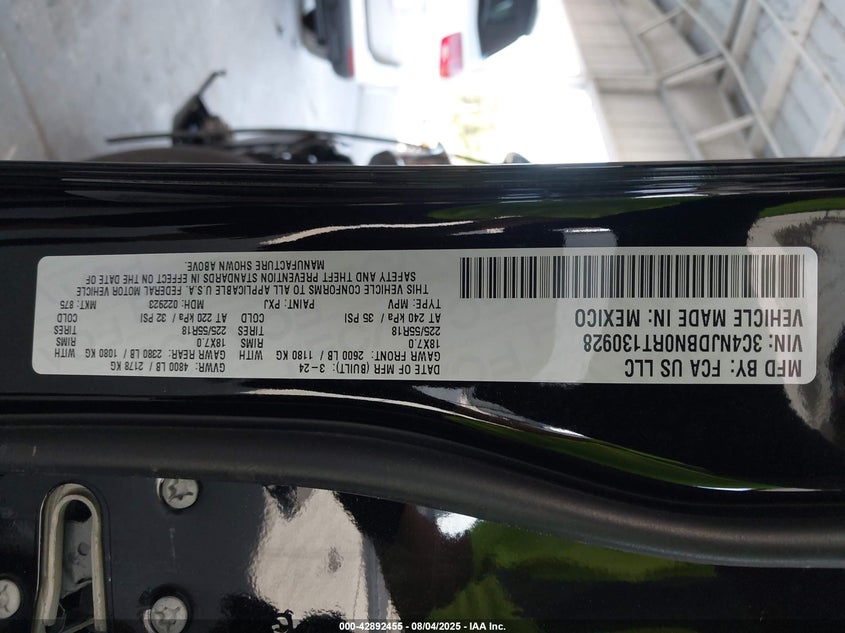 MFD BY: FCA US LLC
VIN: 3C4NJDBN0RT130928
VEHICLE MADE IN: MEXICO
DATE OF MFR (BUILT): 3-24 GVWR: 4800 LB / 2178 KG
GAWR FRONT: 2600 LB / 1180 KG WITH GAWR REAR: 2380 LB / 1080 KG WITH
18X7.0 RIMS 18X7.0 RIMS
225/55R18 TIRES 225/55R18 TIRES
AT 240 kPa / 35 PSI COLD AT 220 kPa / 32 PSI COLD
TYPE: MPV PAINT: PXJ MDH: 022923 MKT: 875
THIS VEHICLE CONFORMS TO ALL APPLICABLE U.S.A. FEDERAL MOTOR VEHICLE
SAFETY AND THEFT PREVENTION STANDARDS IN EFFECT ON THE DATE OF
MANUFACTURE SHOWN ABOVE.
000-42892455 - 08/04/2025 - IAA Inc.